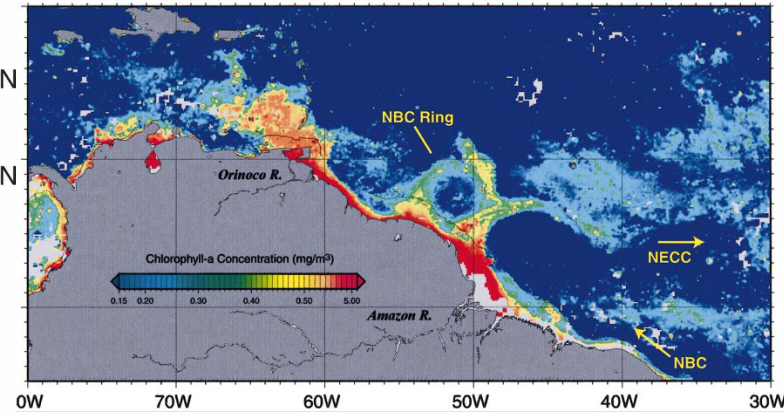 N
NBC Ring
N
Orinoco R.
NECC
Chlorophyll-a Concentration (mg/m³)
0.15 0.20 0.30 0.40 0.50 5.00
Amazon R.
NBC
0W 70W 60W 50W 40W 30W